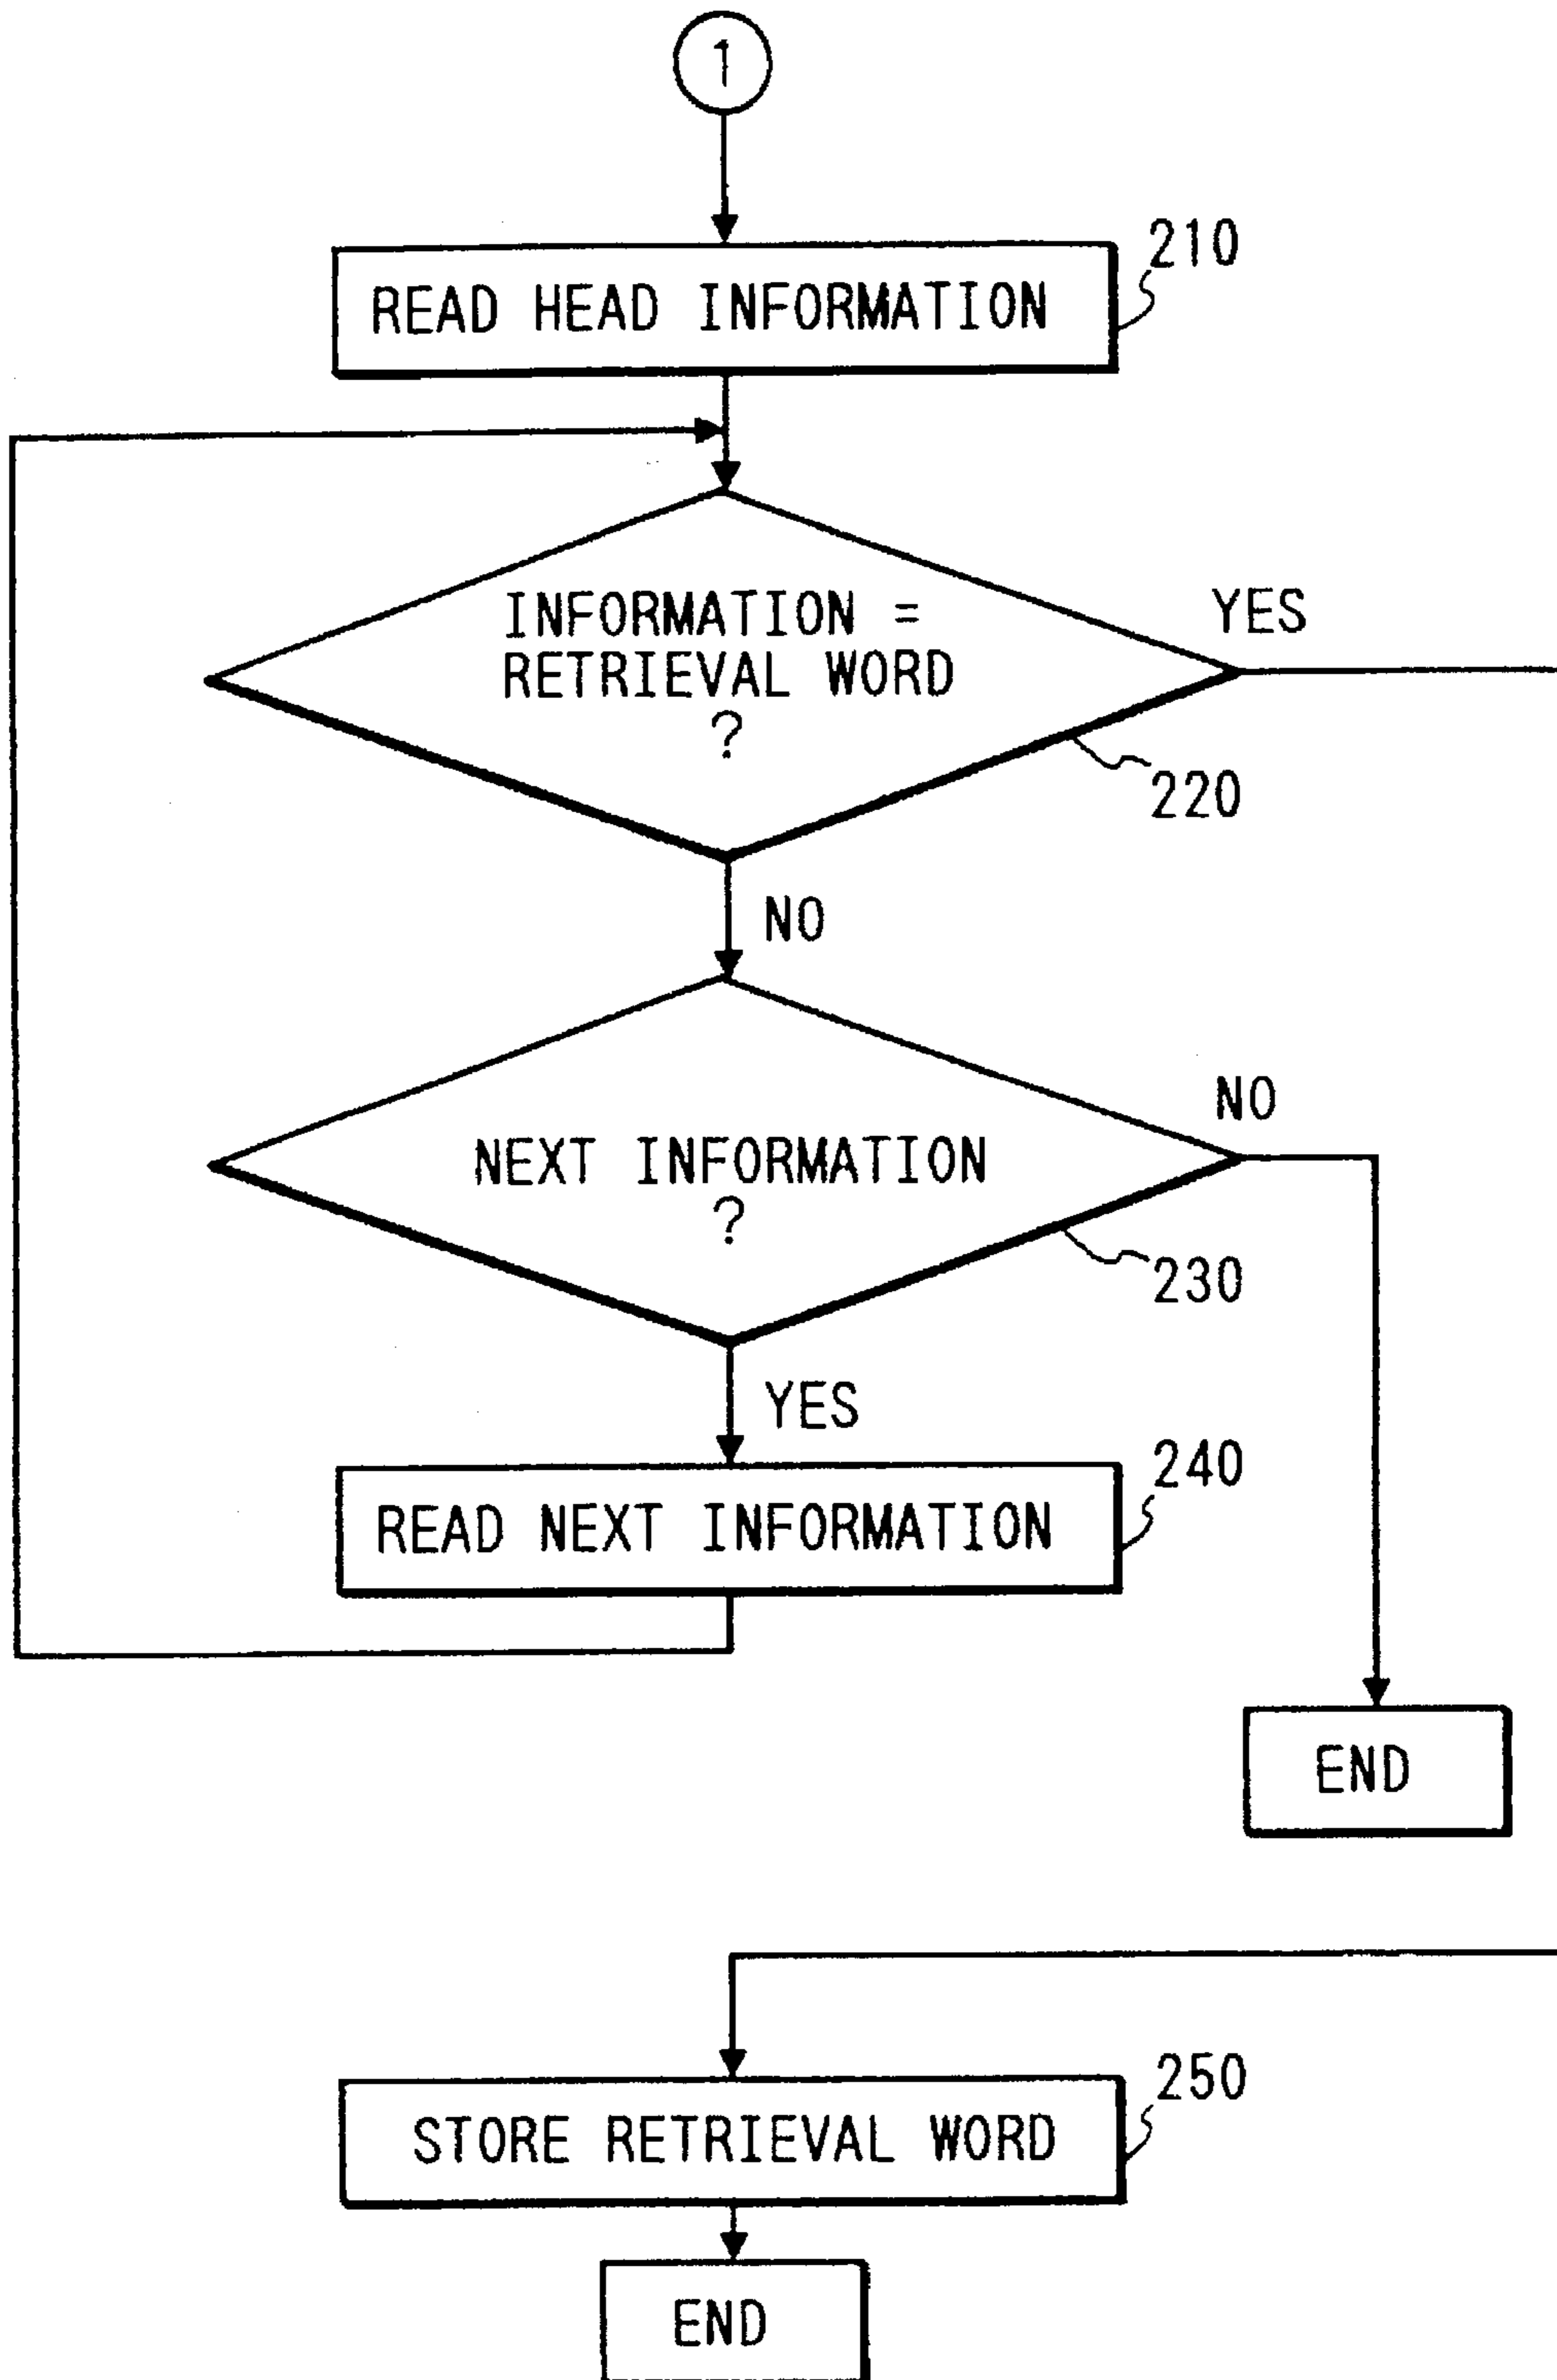 1
210
READ HEAD INFORMATION
INFORMATION =
RETRIEVAL WORD
?
YES
220
NO
NEXT INFORMATION
?
NO
230
YES
240
READ NEXT INFORMATION
END
250
STORE RETRIEVAL WORD
END